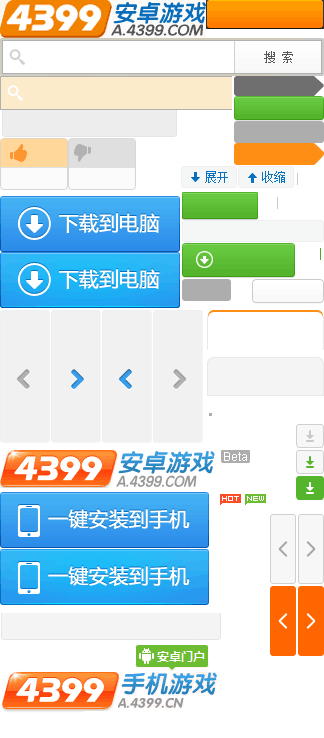 4399 安卓游戏
A.4399.COM
搜 索
展开 收缩
下载到电脑
下载到电脑
4399 安卓游戏 Beta
A.4399.COM
HOT NEW
一键安装到手机
一键安装到手机
安卓门户
4399 手机游戏
A.4399.CN